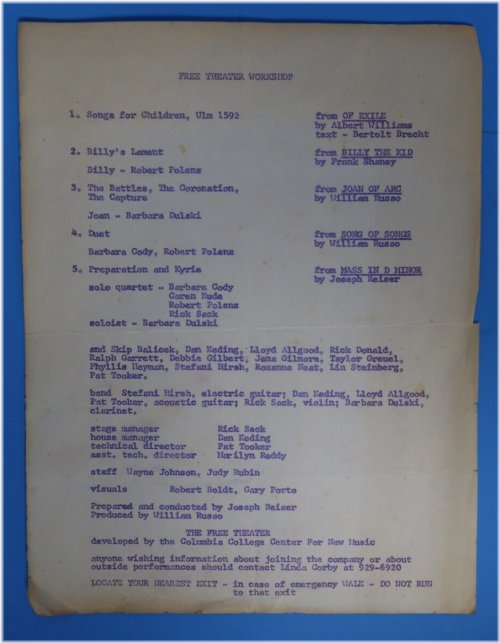 FREE THEATER WORKSHOP
1. Songs for Children, Ulm 1592
from OF EXILE
by Albert Williams
text - Bertolt Brecht
2. Billy's Lament
from BILLY THE KID
by Frank Shaney
Billy - Robert Polenz
3. The Battles, The Coronation,
The Capture
from JOAN OF ARC
by William Russo
Joan - Barbara Dulski
4. Duet
from SONG OF SONGS
by William Russo
Barbara Cody, Robert Polenz
5. Preparation and Kyrie
from MASS IN D MINOR
by Joseph Reiser
solo quartet - Barbara Cody
Caren Kuda
Robert Polenz
Rick Sack
soloist - Barbara Dulski
and Skip Balicek, Dan Keding, Lloyd Allgood, Rick Donald,
Ralph Garrett, Debbie Gilbert, Jana Gilmore, Taylor Greuel,
Phyllis Hayman, Stefani Hirsh, Roxanne Nast, Lin Steinberg,
Pat Tooker.
band Stefani Hirsh, electric guitar; Dan Keding, Lloyd Allgood,
Pat Tooker, acoustic guitar; Rick Sack, violin; Barbara Dulski,
clarinet.
stage manager Rick Sack
house manager Dan Keding
technical director Pat Tooker
asst. tech. director Marilyn Reddy
staff Wayne Johnson, Judy Rubin
visuals Robert Boldt, Gary Porto
Prepared and conducted by Joseph Reiser
Produced by William Russo
THE FREE THEATER
developed by the Columbia College Center For New Music
anyone wishing information about joining the company or about
outside performances should contact Linda Corby at 929-6920
LOCATE YOUR NEAREST EXIT - in case of emergency WALK - DO NOT RUN
to that exit